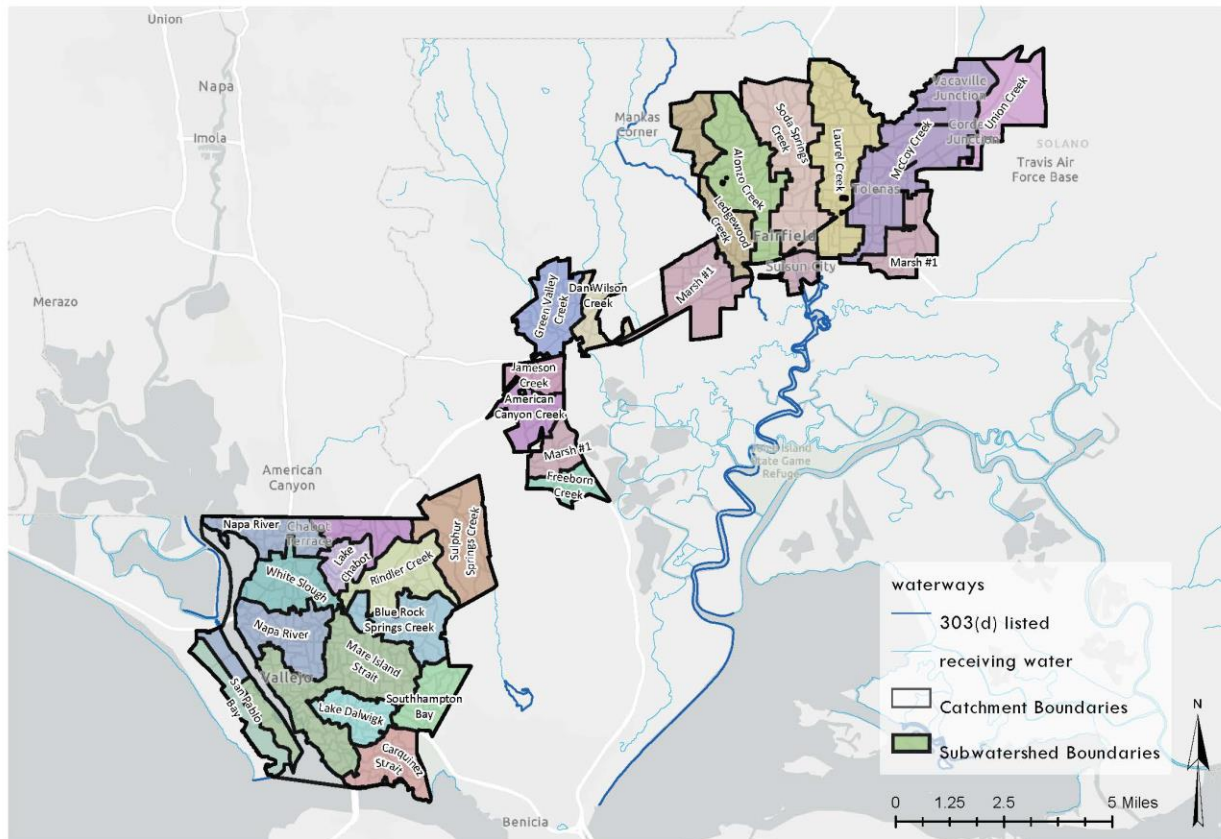 Union
Napa
Imola
Merazo
American
Canyon
Mankas
Corner
Vacaville
Junction
Union Creek
SOLANO
Travis Air
Force Base
Soda Springs
Creek
Laurel Creek
McCoy Creek
Tolenas
Alonzo Creek
Ledgewood
Creek
Fairfield
Suisun City
Marsh #1
Marsh #1
Dan Wilson
Creek
Green Valley
Creek
Jameson
Creek
American
Canyon Creek
Marsh #1
Freeborn
Creek
Island
State Game
Refuge
Napa River
Chabot
Terrace
Lake
Chabot
Sulphur
Springs Creek
Rindler Creek
White Slough
Blue Rock
Springs Creek
Napa River
Mare Island
Strait
Vallejo
San Pablo
Bay
Southhampton
Bay
Lake Dalwigk
Carquinez
Strait
Benicia
waterways
303(d) listed
receiving water
Catchment Boundaries
Subwatershed Boundaries
N
0 1.25 2.5 5 Miles